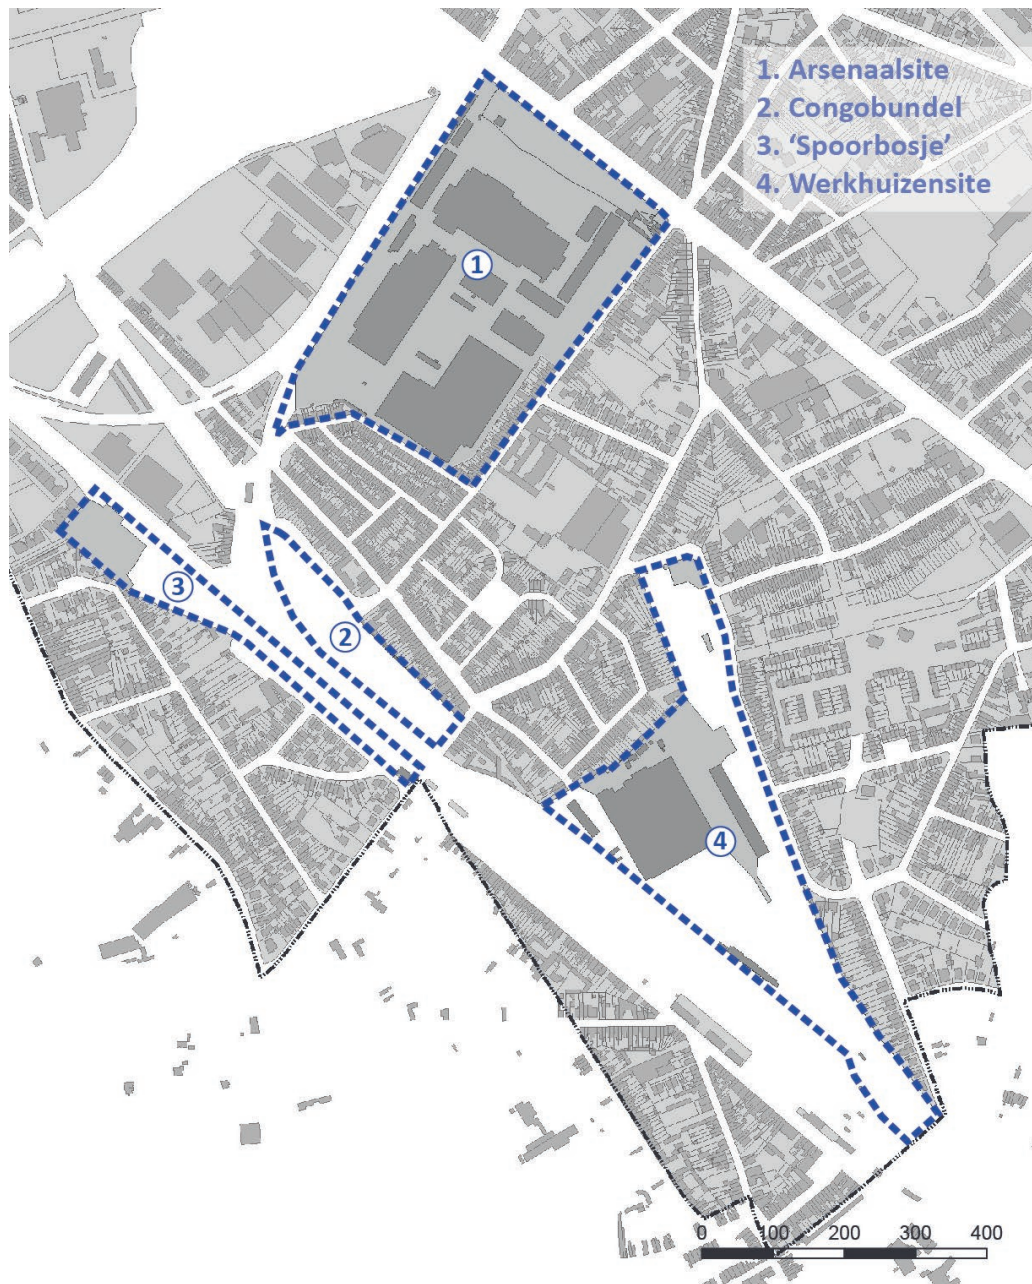 1. Arsenaalsite
2. Congobundel
3. ‘Spoorbosje’
4. Werkhuizensite
1
3
2
4
0 100 200 300 400